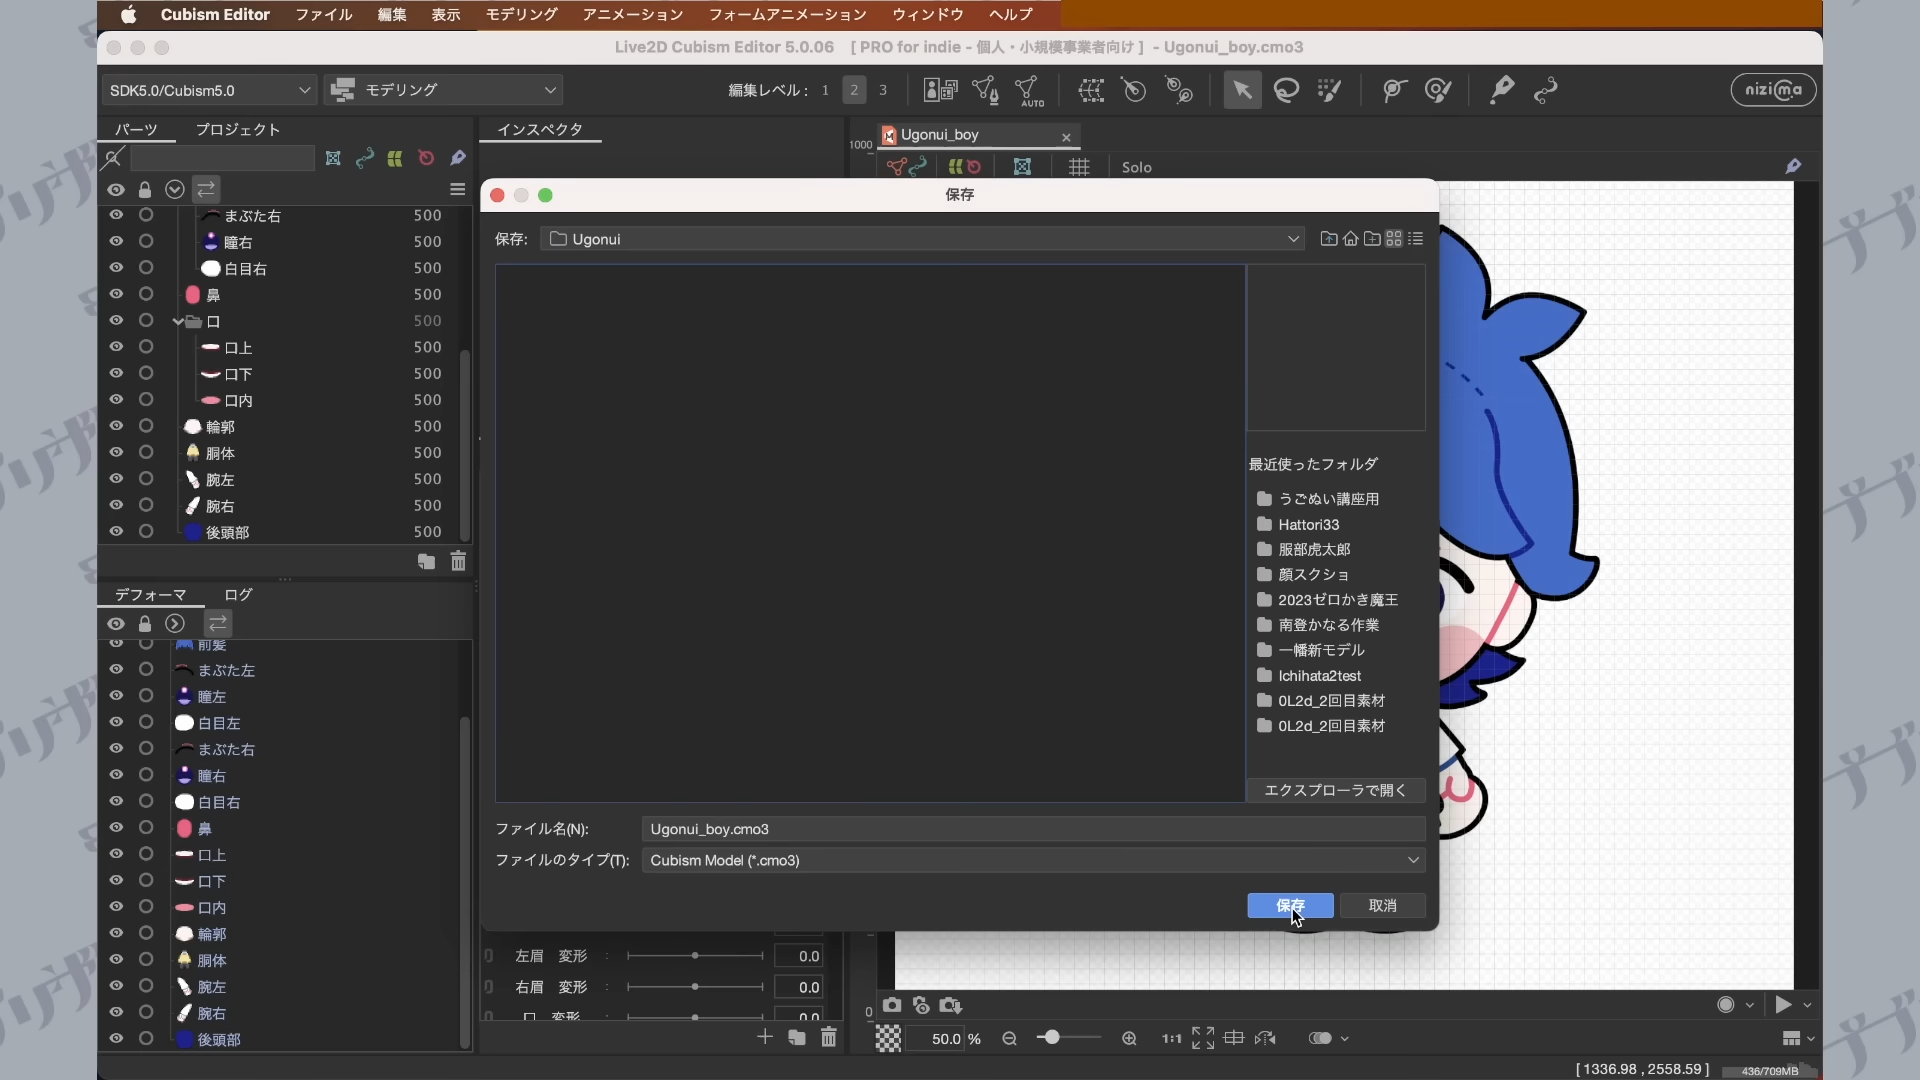 Cubism Editor ファイル 編集 表示 モデリング アニメーション フォームアニメーション ウィンドウ ヘルプ
Live2D Cubism Editor 5.0.06 [ PRO for indie - 個人・小規模事業者向け ] - Ugonui_boy.cmo3
SDK5.0/Cubism5.0 モデリング 編集レベル : 1 2 3 AUTO nizima
パーツ プロジェクト
インスペクタ
1000
Ugonui_boy
Solo
まぶた右 500
瞳右 500
白目右 500
鼻 500
口 500
口上 500
口下 500
口内 500
輪郭 500
胴体 500
腕左 500
腕右 500
後頭部 500
デフォーマ ログ
前髪
まぶた左
瞳左
白目左
まぶた右
瞳右
白目右
鼻
口上
口下
口内
輪郭
胴体
腕左
腕右
後頭部
保存
保存: Ugonui
最近使ったフォルダ
うごぬい講座用
Hattori33
服部虎太郎
顔スクショ
2023ゼロかき魔王
南登かなる作業
一幡新モデル
Ichihata2test
0L2d_2回目素材
0L2d_2回目素材
エクスプローラで開く
ファイル名(N): Ugonui_boy.cmo3
ファイルのタイプ(T): Cubism Model (*.cmo3)
保存 取消
左眉 変形 : 0.0
右眉 変形 : 0.0
口 変形 : 0.0
0
50.0 %
1:1
[ 1336.98 , 2558.59 ] 436/709MB